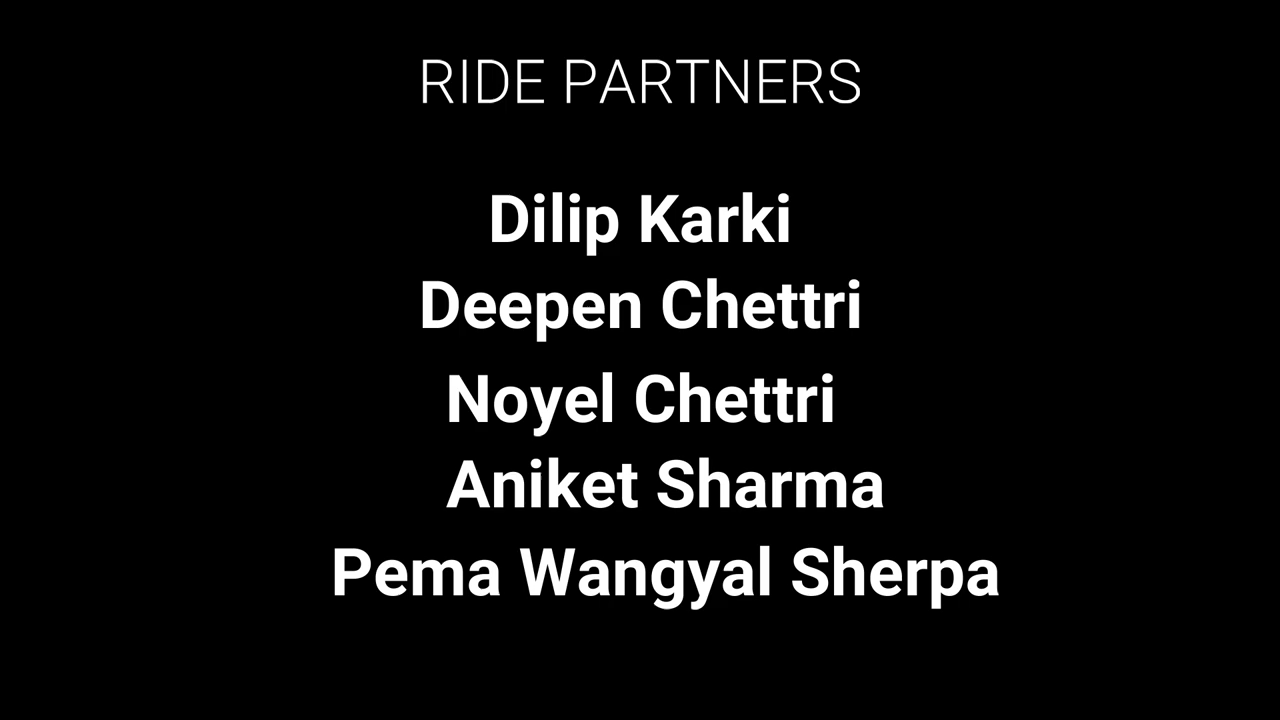 RIDE PARTNERS
Dilip Karki
Deepen Chettri
Noyel Chettri
Aniket Sharma
Pema Wangyal Sherpa